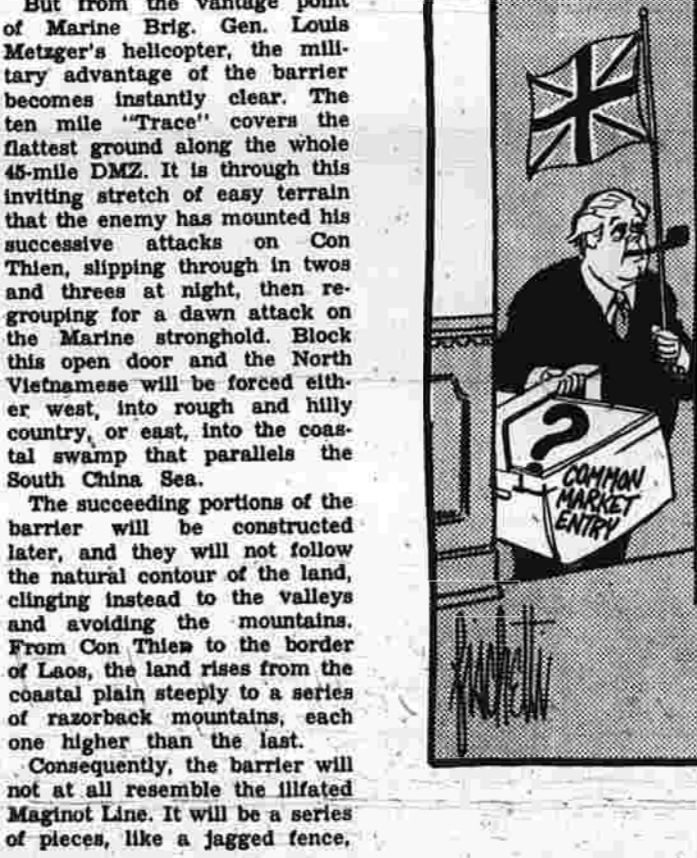 But from the vantage point
of Marine Brig. Gen. Louis
Metzger's helicopter, the mili-
tary advantage of the barrier
becomes instantly clear. The
ten mile "Trace" covers the
flattest ground along the whole
45-mile DMZ. It is through this
inviting stretch of easy terrain
that the enemy has mounted his
successive attacks on Con
Thien, slipping through in twos
and threes at night, then re-
grouping for a dawn attack on
the Marine stronghold. Block
this open door and the North
Vietnamese will be forced eith-
er west, into rough and hilly
country, or east, into the coas-
tal swamp that parallels the
South China Sea.
The succeeding portions of the
barrier will be constructed
later, and they will not follow
the natural contour of the land,
clinging instead to the valleys
and avoiding the mountains.
From Con Thien to the border
of Laos, the land rises from the
coastal plain steeply to a series
of razorback mountains, each
one higher than the last.
Consequently, the barrier will
not at all resemble the illfated
Maginot Line. It will be a series
of pieces, like a jagged fence,
?
COMMON
MARKET
ENTRY